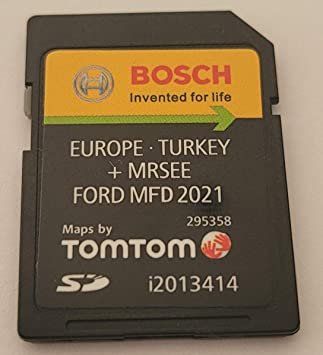 BOSCH
Invented for life
EUROPE · TURKEY
+ MRSEE
FORD MFD 2021
295358
Maps by
TOMTOM
SD
i2013414